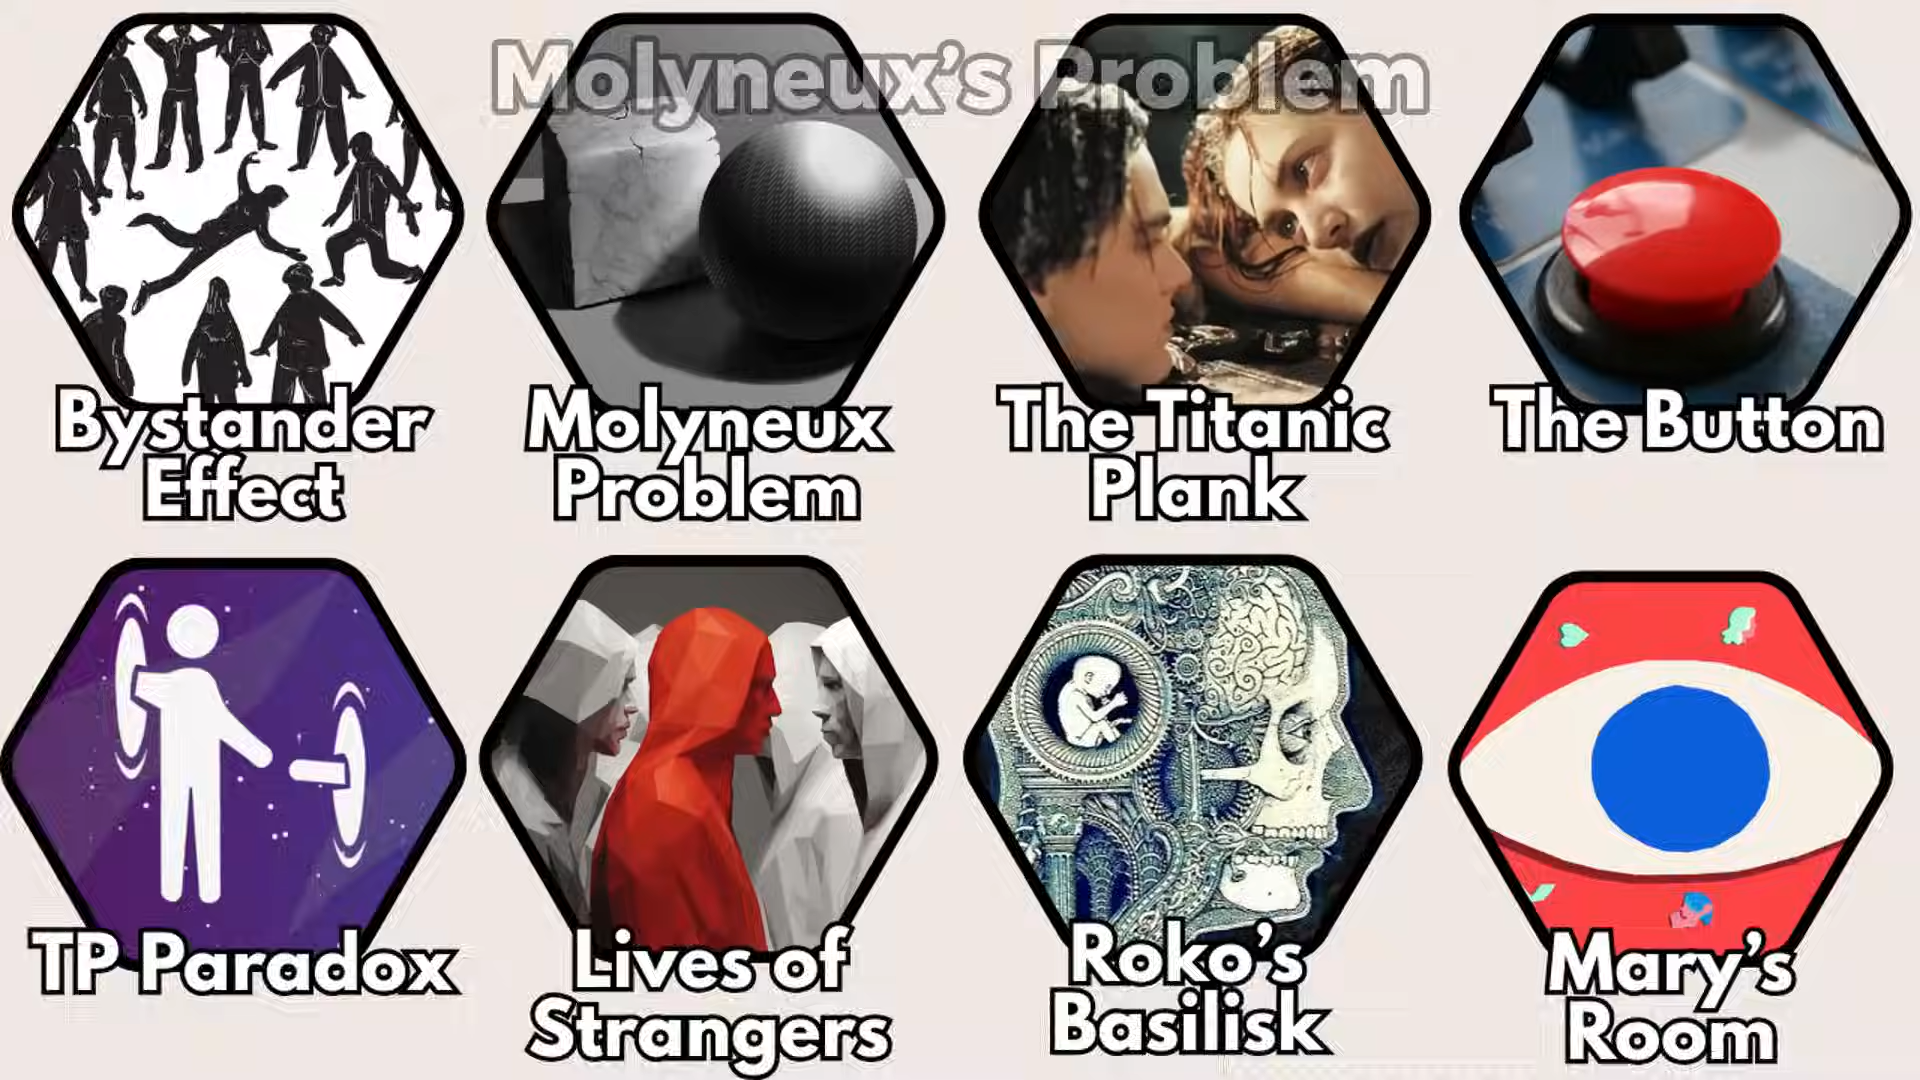 Molyneux's Problem
Bystander
Effect
Molyneux
Problem
The Titanic
Plank
The Button
TP Paradox
Lives of
Strangers
Roko's
Basilisk
Mary's
Room